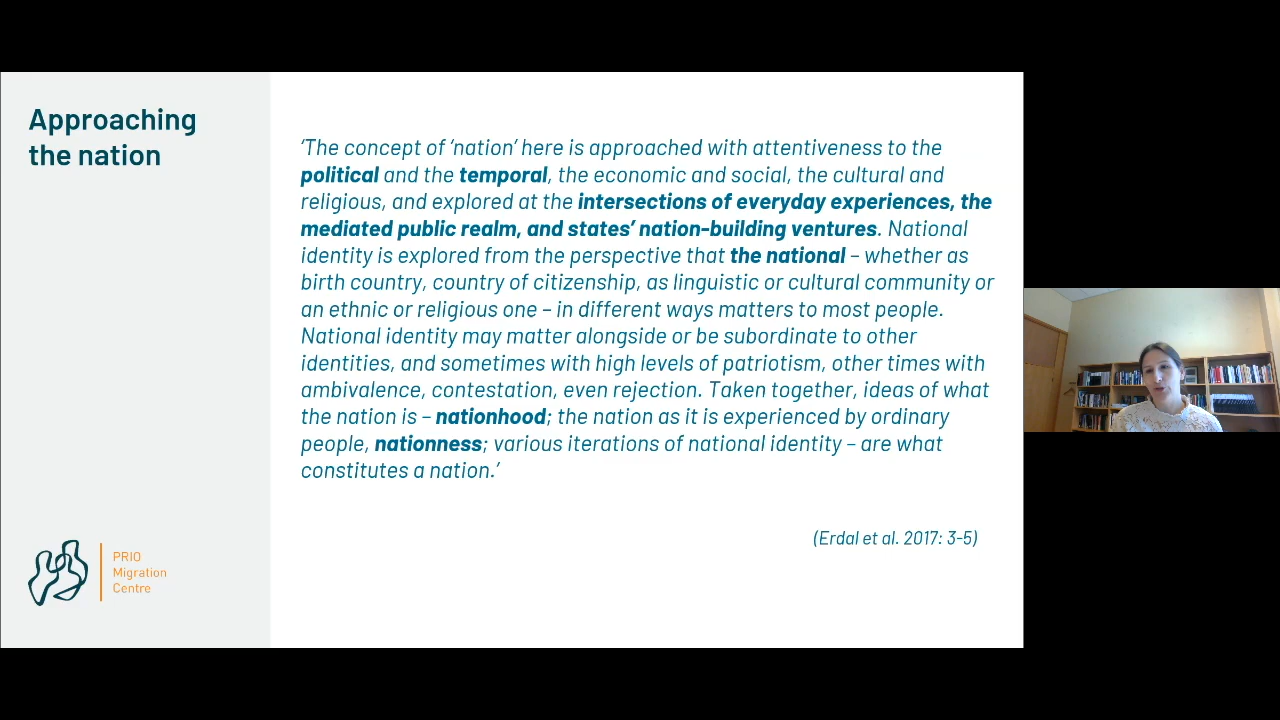 Approaching
the nation
‘The concept of ‘nation’ here is approached with attentiveness to the
political and the temporal, the economic and social, the cultural and
religious, and explored at the intersections of everyday experiences, the
mediated public realm, and states’ nation-building ventures. National
identity is explored from the perspective that the national – whether as
birth country, country of citizenship, as linguistic or cultural community or
an ethnic or religious one – in different ways matters to most people.
National identity may matter alongside or be subordinate to other
identities, and sometimes with high levels of patriotism, other times with
ambivalence, contestation, even rejection. Taken together, ideas of what
the nation is – nationhood; the nation as it is experienced by ordinary
people, nationness; various iterations of national identity – are what
constitutes a nation.’
(Erdal et al. 2017: 3-5)
PRIO
Migration
Centre